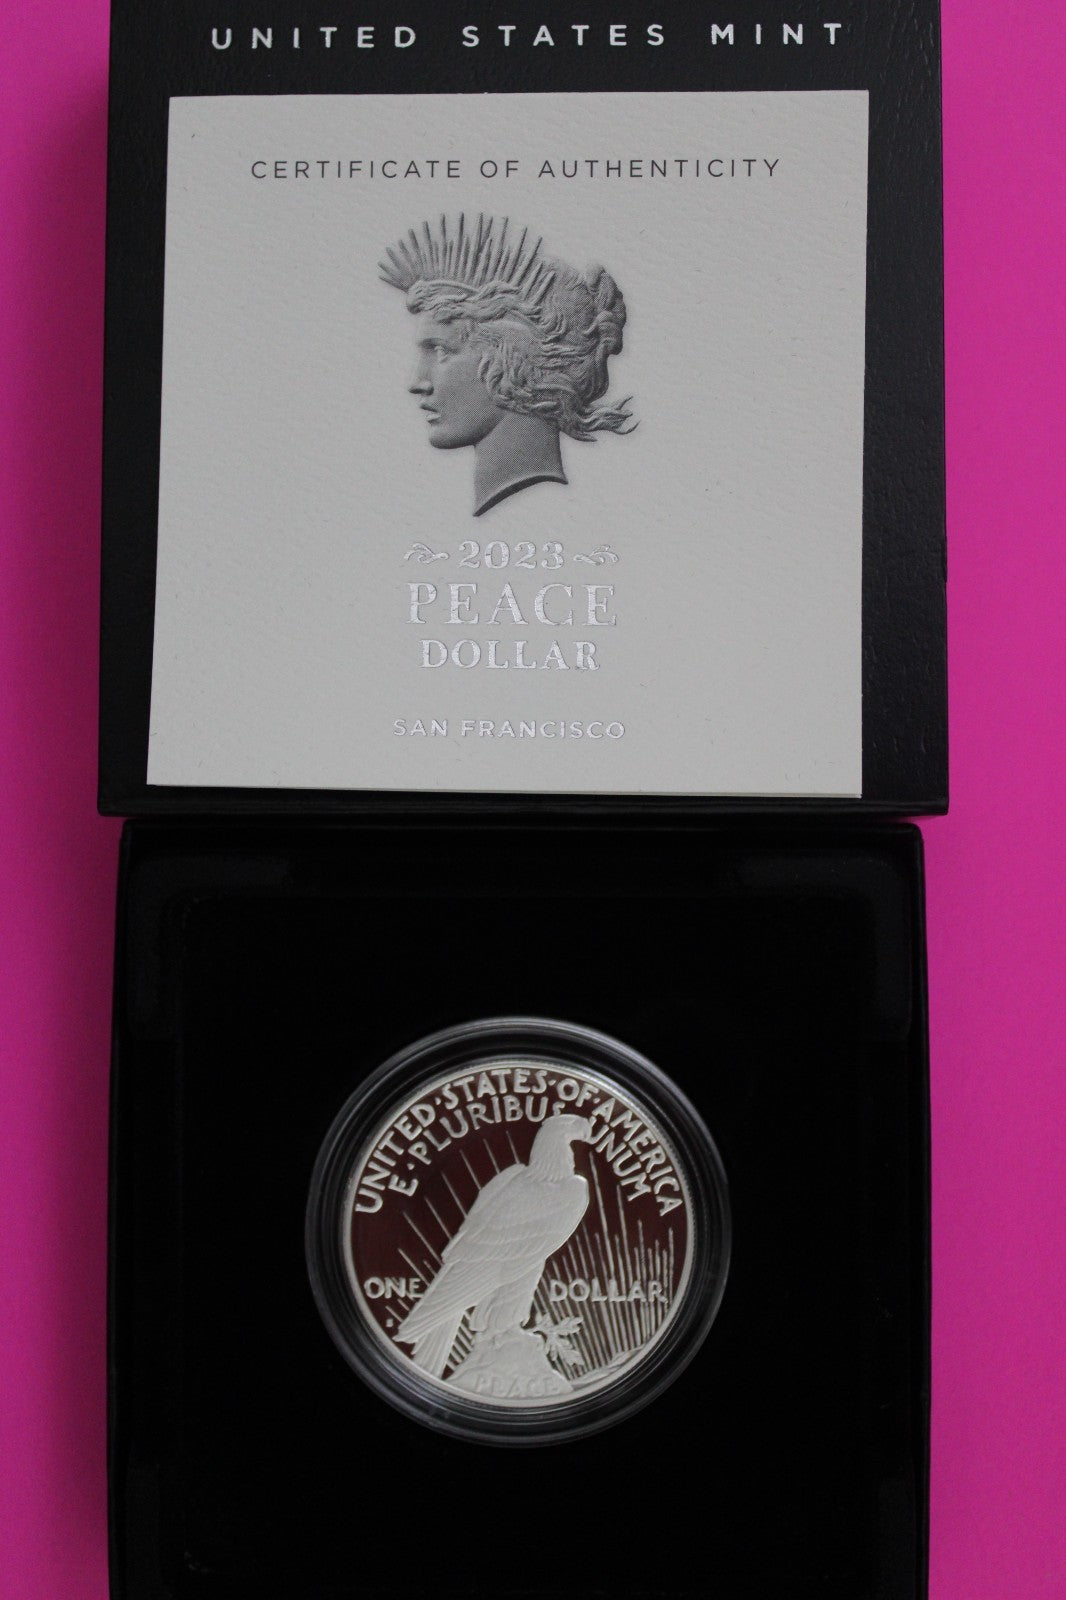 UNITED STATES MINT
CERTIFICATE OF AUTHENTICITY
2023
PEACE
DOLLAR
SAN FRANCISCO
UNITED·STATES·OF·AMERICA
E·PLURIBUS UNUM
ONE DOLLAR
PEACE